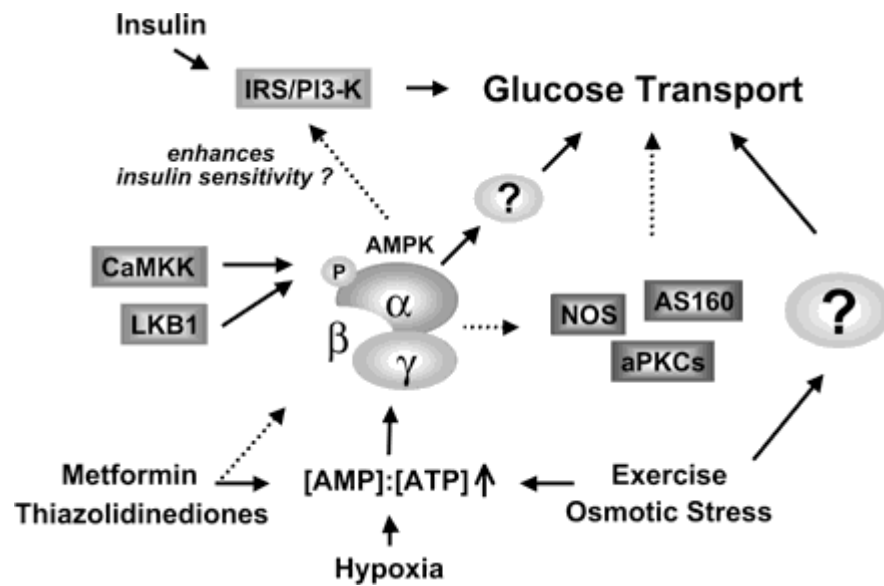 Insulin
IRS/PI3-K
Glucose Transport
enhances
insulin sensitivity ?
?
AMPK
CaMKK
P
α
LKB1
β
γ
NOS
AS160
aPKCs
?
Metformin
Thiazolidinediones
[AMP]:[ATP]
Exercise
Osmotic Stress
Hypoxia